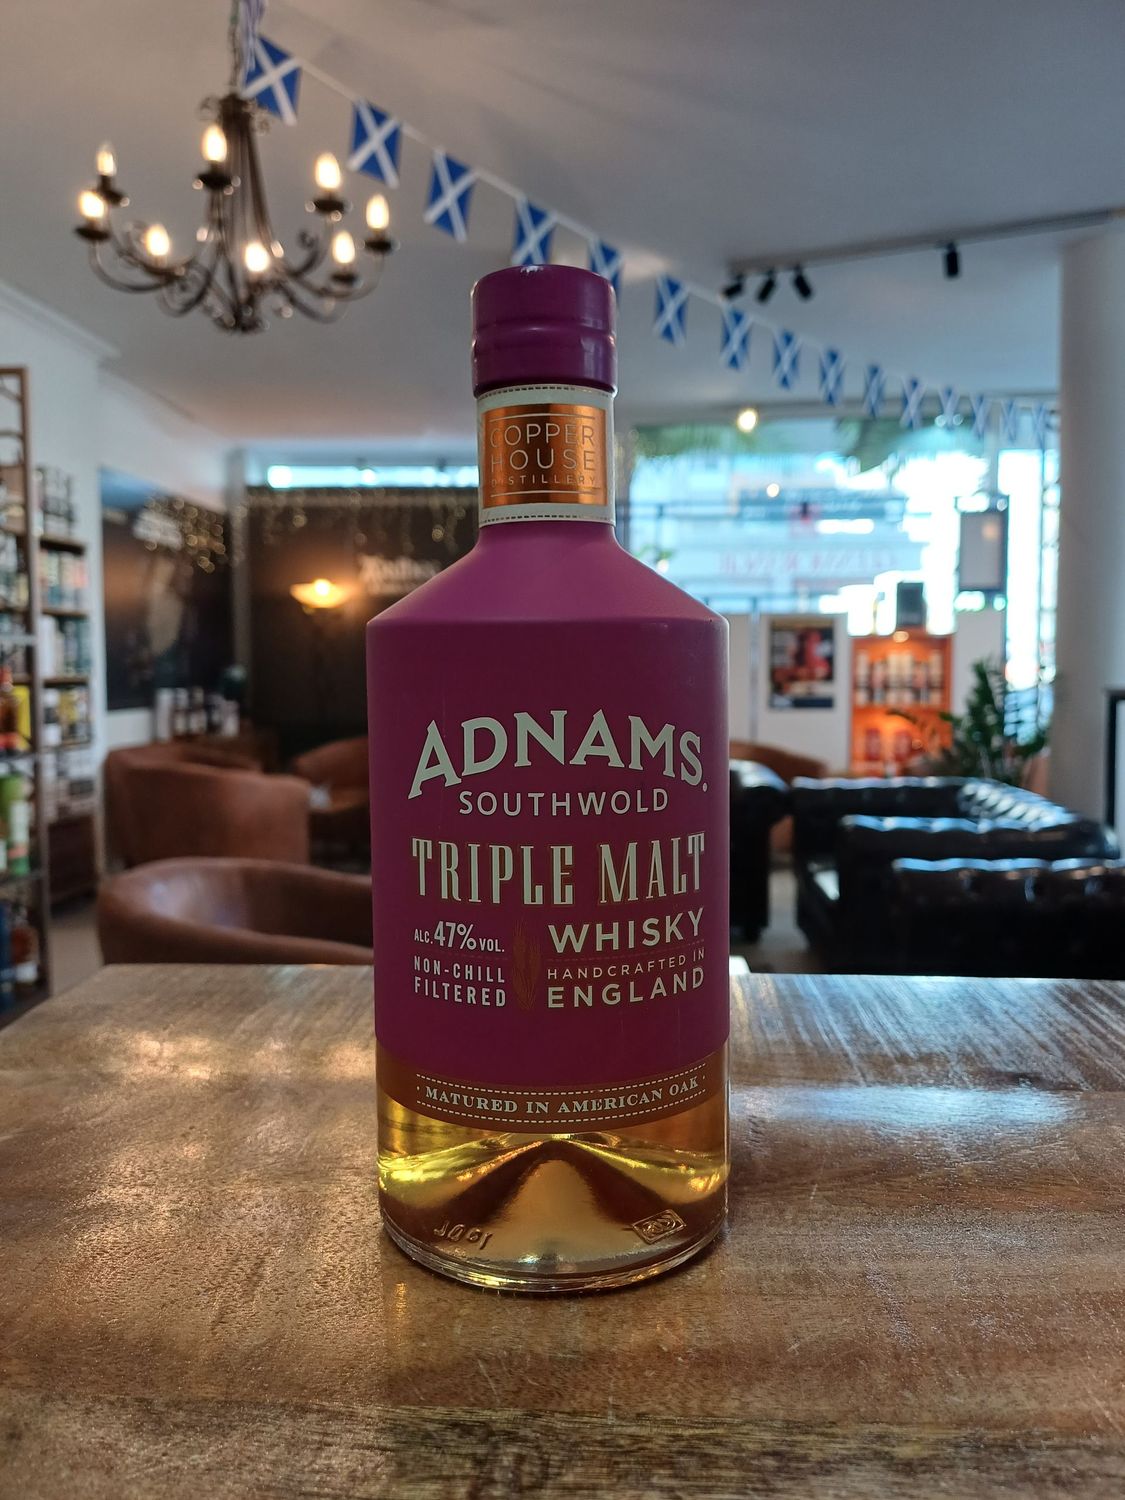 COPPER
HOUSE
DISTILLERY
ADNAMS
SOUTHWOLD
TRIPLE MALT
ALC. 47% VOL.
NON-CHILL
FILTERED
WHISKY
HANDCRAFTED IN
ENGLAND
· MATURED IN AMERICAN OAK ·